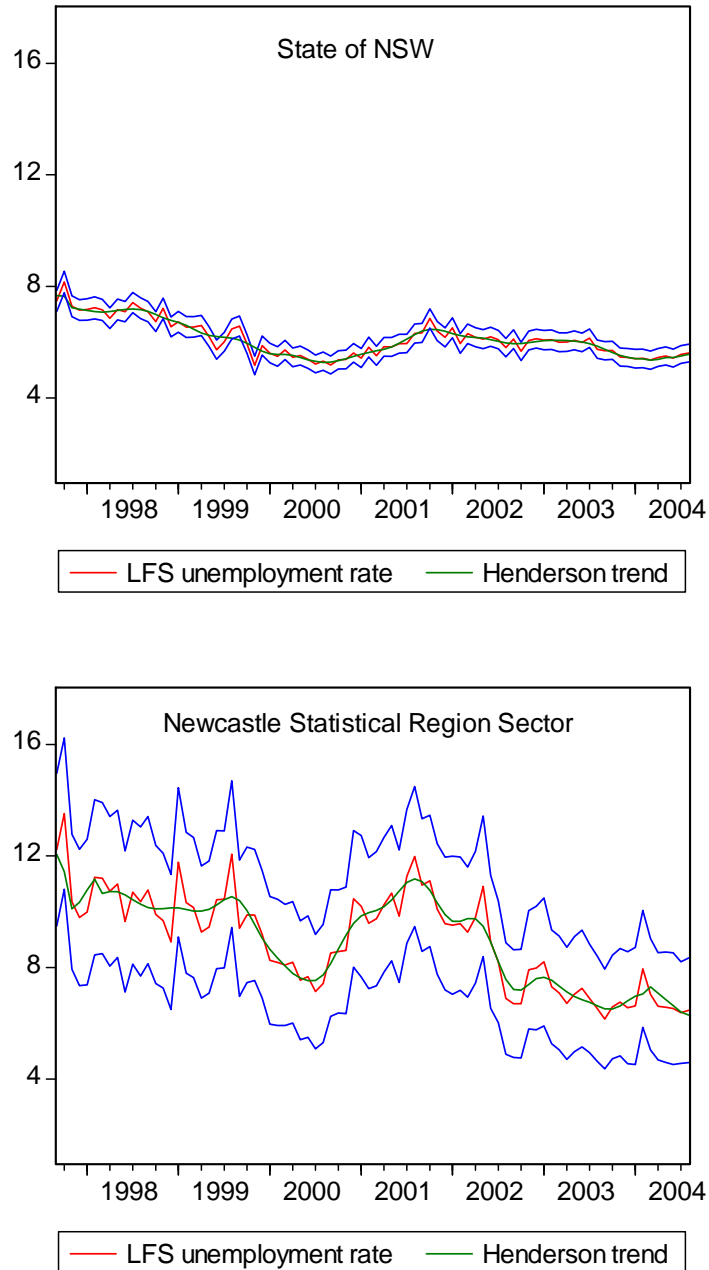 State of NSW
16
12
8
4
1998 1999 2000 2001 2002 2003 2004
LFS unemployment rate Henderson trend
Newcastle Statistical Region Sector
16
12
8
4
1998 1999 2000 2001 2002 2003 2004
LFS unemployment rate Henderson trend